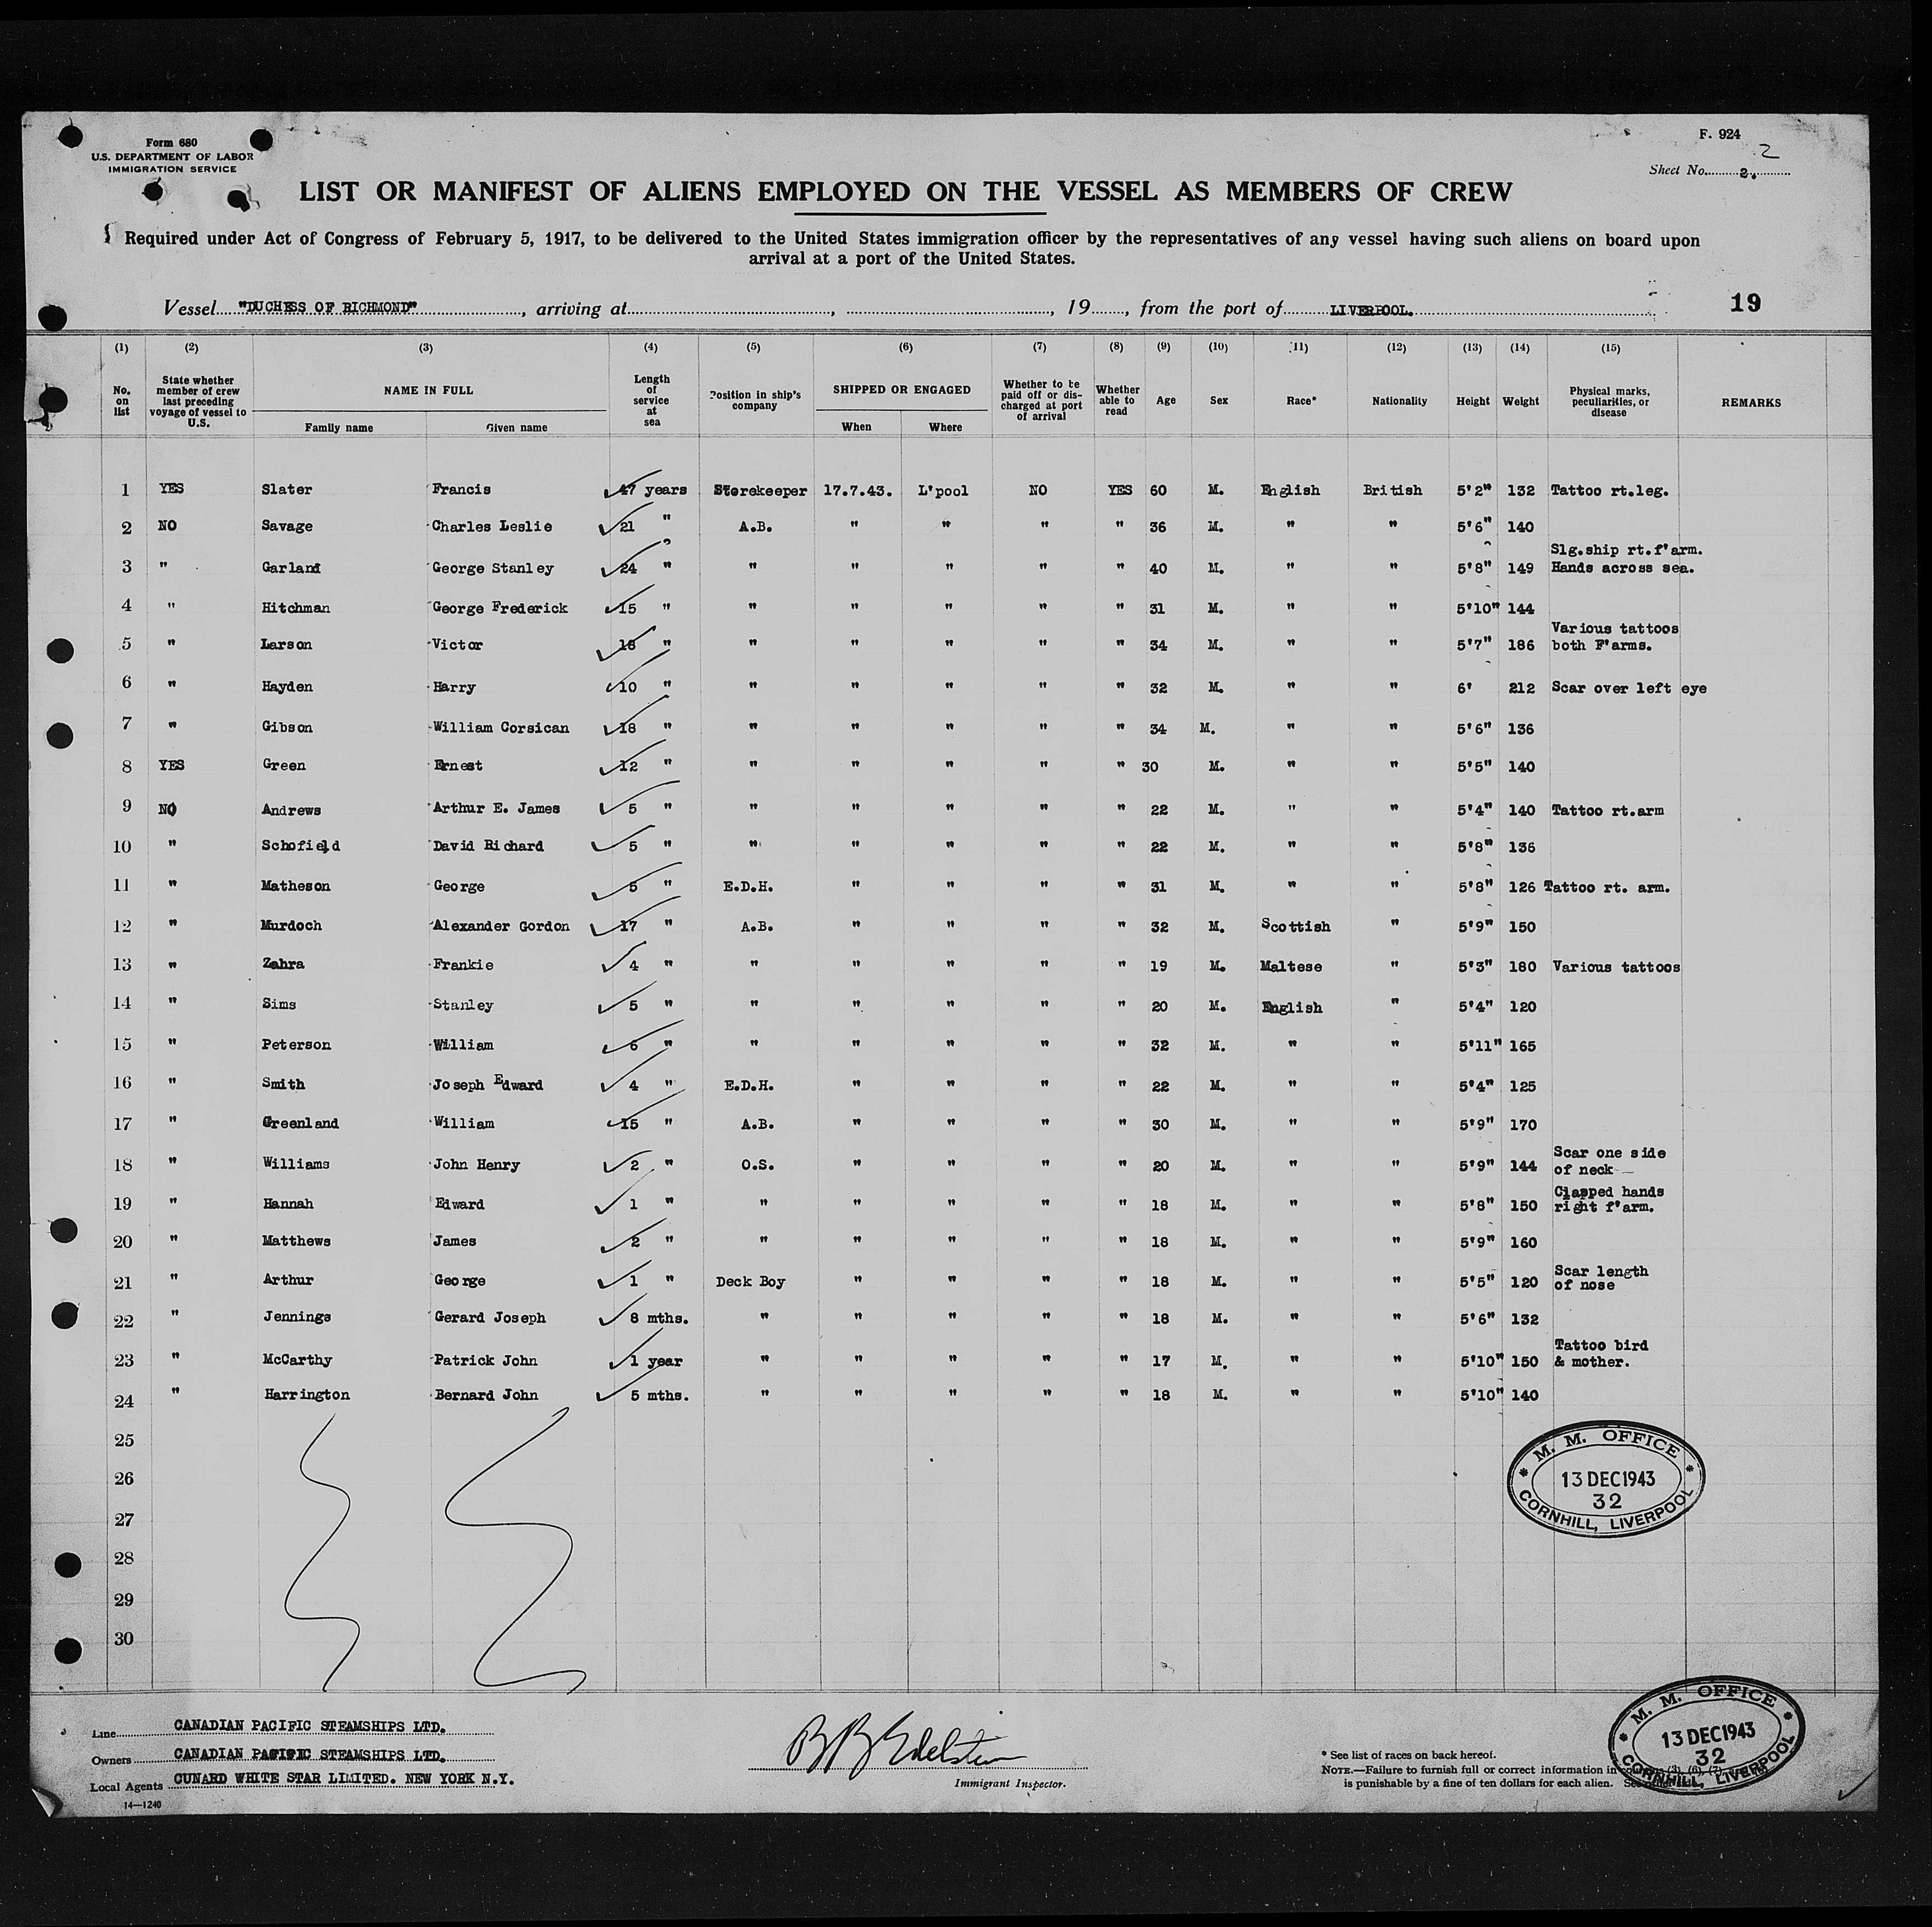 Form 680
U.S. DEPARTMENT OF LABOR
IMMIGRATION SERVICE
F. 924
2
Sheet No. 2.
LIST OR MANIFEST OF ALIENS EMPLOYED ON THE VESSEL AS MEMBERS OF CREW
Required under Act of Congress of February 5, 1917, to be delivered to the United States immigration officer by the representatives of any vessel having such aliens on board upon
arrival at a port of the United States.
Vessel "DUCHESS OF RICHMOND", arriving at , , 19 , from the port of LIVERPOOL. 19
(1) (2) (3) (4) (5) (6) (7) (8) (9) (10) (11) (12) (13) (14) (15)
No. on list | State whether member of crew last preceding voyage of vessel to U.S. | NAME IN FULL Family name Given name | Length of service at sea | Position in ship's company | SHIPPED OR ENGAGED When Where | Whether to be paid off or discharged at port of arrival | Whether able to read | Age | Sex | Race* | Nationality | Height | Weight | Physical marks, peculiarities, or disease | REMARKS
1 YES Slater Francis 47 years Storekeeper 17.7.43. L'pool NO YES 60 M. English British 5'2" 132 Tattoo rt.leg.
2 NO Savage Charles Leslie 21 " A.B. " " " " 36 M. " " 5'6" 140
3 " Garland George Stanley 24 " " " " " " 40 M. " " 5'8" 149 Slg.ship rt.f'arm. Hands across sea.
4 " Hitchman George Frederick 15 " " " " " " 31 M. " " 5'10" 144
5 " Larson Victor 18 " " " " " " 34 M. " " 5'7" 186 Various tattoos both F'arms.
6 " Hayden Harry 10 " " " " " " 32 M. " " 6' 212 Scar over left eye
7 " Gibson William Corsican 18 " " " " " " 34 M. " " 5'6" 136
8 YES Green Ernest 12 " " " " " " 30 M. " " 5'5" 140
9 NO Andrews Arthur E. James 5 " " " " " " 22 M. " " 5'4" 140 Tattoo rt.arm
10 " Schofield David Richard 5 " " " " " " 22 M. " " 5'8" 136
11 " Matheson George 5 " E.D.H. " " " " 31 M. " " 5'8" 126 Tattoo rt. arm.
12 " Murdoch Alexander Gordon 17 " A.B. " " " " 32 M. Scottish " 5'9" 150
13 " Zahra Frankie 4 " " " " " " 19 M. Maltese " 5'3" 180 Various tattoos
14 " Sims Stanley 5 " " " " " " 20 M. English " 5'4" 120
15 " Peterson William 6 " " " " " " 32 M. " " 5'11" 165
16 " Smith Joseph Edward 4 " E.D.H. " " " " 22 M. " " 5'4" 125
17 " Greenland William 15 " A.B. " " " " 30 M. " " 5'9" 170
18 " Williams John Henry 2 " O.S. " " " " 20 M. " " 5'9" 144 Scar one side of neck
19 " Hannah Edward 1 " " " " " " 18 M. " " 5'8" 150 Clapped hands right f'arm.
20 " Matthews James 2 " " " " " " 18 M. " " 5'9" 160
21 " Arthur George 1 " Deck Boy " " " " 18 M. " " 5'5" 120 Scar length of nose
22 " Jennings Gerard Joseph 8 mths. " " " " " 18 M. " " 5'6" 132
23 " McCarthy Patrick John 1 year " " " " " 17 M. " " 5'10" 150 Tattoo bird & mother.
24 " Harrington Bernard John 5 mths. " " " " " 18 M. " " 5'10" 140
25
26
27
28
29
30
M. M. OFFICE
13 DEC 1943
32
CORNHILL, LIVERPOOL
Line CANADIAN PACIFIC STEAMSHIPS LTD.
Owners CANADIAN PACIFIC STEAMSHIPS LTD.
Local Agents CUNARD WHITE STAR LIMITED. NEW YORK N.Y.
14—1240
B B Edelstein
Immigrant Inspector.
* See list of races on back hereof.
NOTE.—Failure to furnish full or correct information in columns (3), (6), (7)
is punishable by a fine of ten dollars for each alien.
M. M. OFFICE
13 DEC 1943
32
CORNHILL, LIVERPOOL